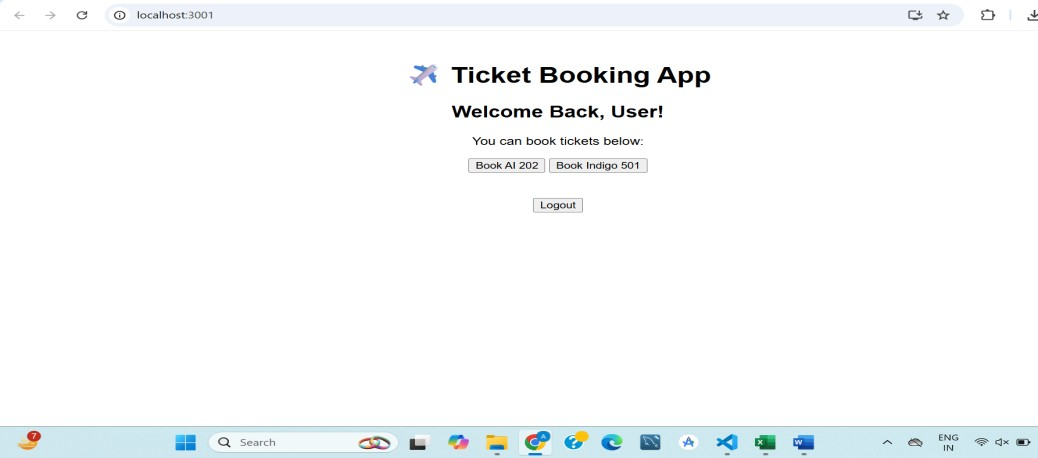 localhost:3001
Ticket Booking App
Welcome Back, User!
You can book tickets below:
Book AI 202 Book Indigo 501
Logout
7
Search
A
?
A
X
W
ENG
IN